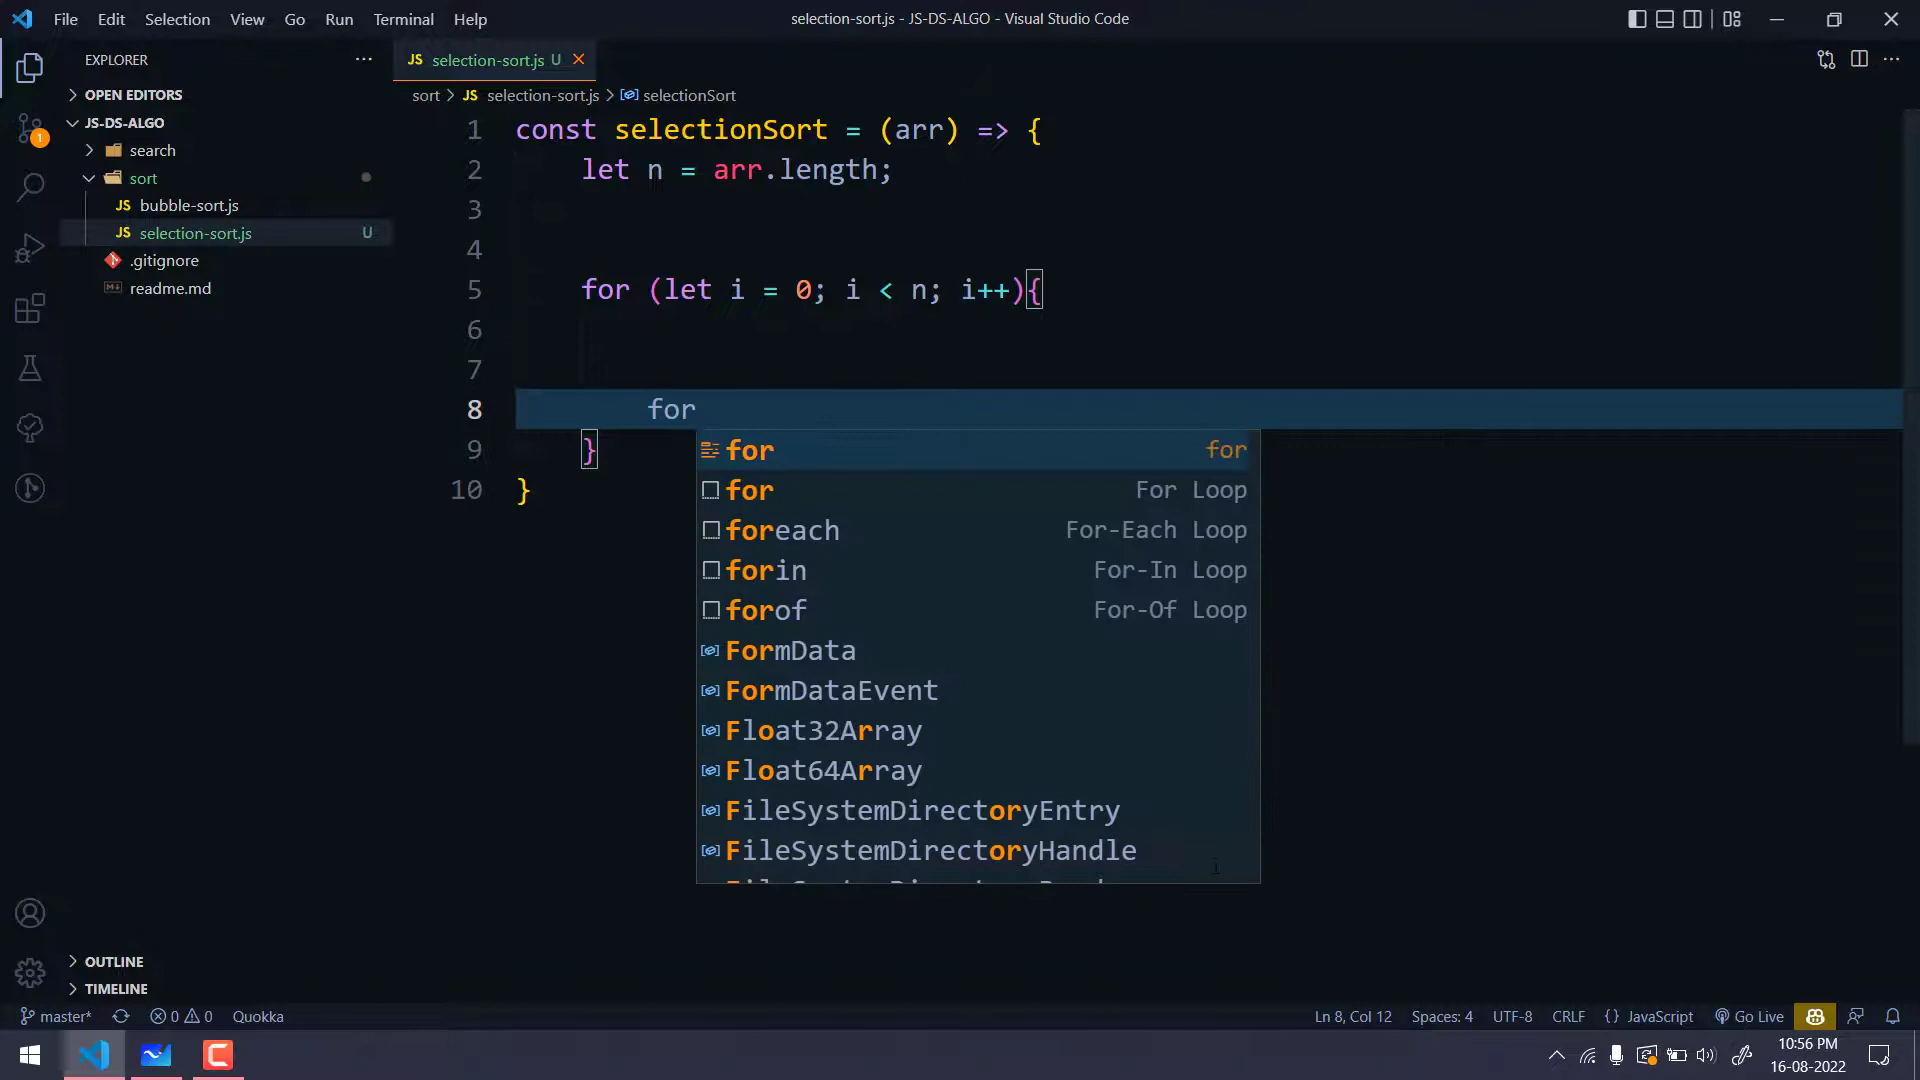 File Edit Selection View Go Run Terminal Help
selection-sort.js - JS-DS-ALGO - Visual Studio Code
EXPLORER ···
JS selection-sort.js U
OPEN EDITORS
JS-DS-ALGO
search
sort
JS bubble-sort.js
JS selection-sort.js U
.gitignore
readme.md
OUTLINE
TIMELINE
1
sort > JS selection-sort.js > selectionSort
1 const selectionSort = (arr) => {
2 let n = arr.length;
3
4
5 for (let i = 0; i < n; i++){
6
7
8 for
9 }
10 }
for for
for For Loop
foreach For-Each Loop
forin For-In Loop
forof For-Of Loop
FormData
FormDataEvent
Float32Array
Float64Array
FileSystemDirectoryEntry
FileSystemDirectoryHandle
master* 0 0 Quokka
Ln 8, Col 12 Spaces: 4 UTF-8 CRLF {} JavaScript Go Live
10:56 PM
16-08-2022